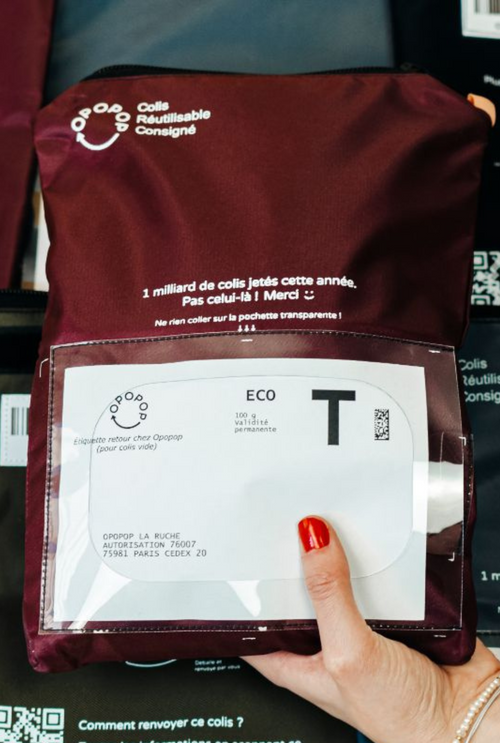 OPOPOP
Colis
Réutilisable
Consigné
1 milliard de colis jetés cette année.
Pas celui-là ! Merci
Ne rien coller sur la pochette transparente !
OPOPOP
ECO
T
100 g
Validité
permanente
Étiquette retour chez Opopop
(pour colis vide)
OPOPOP LA RUCHE
AUTORISATION 76007
75981 PARIS CEDEX 20
Colis
Réutilis
Consig
1 m
Comment renvoyer ce colis ?